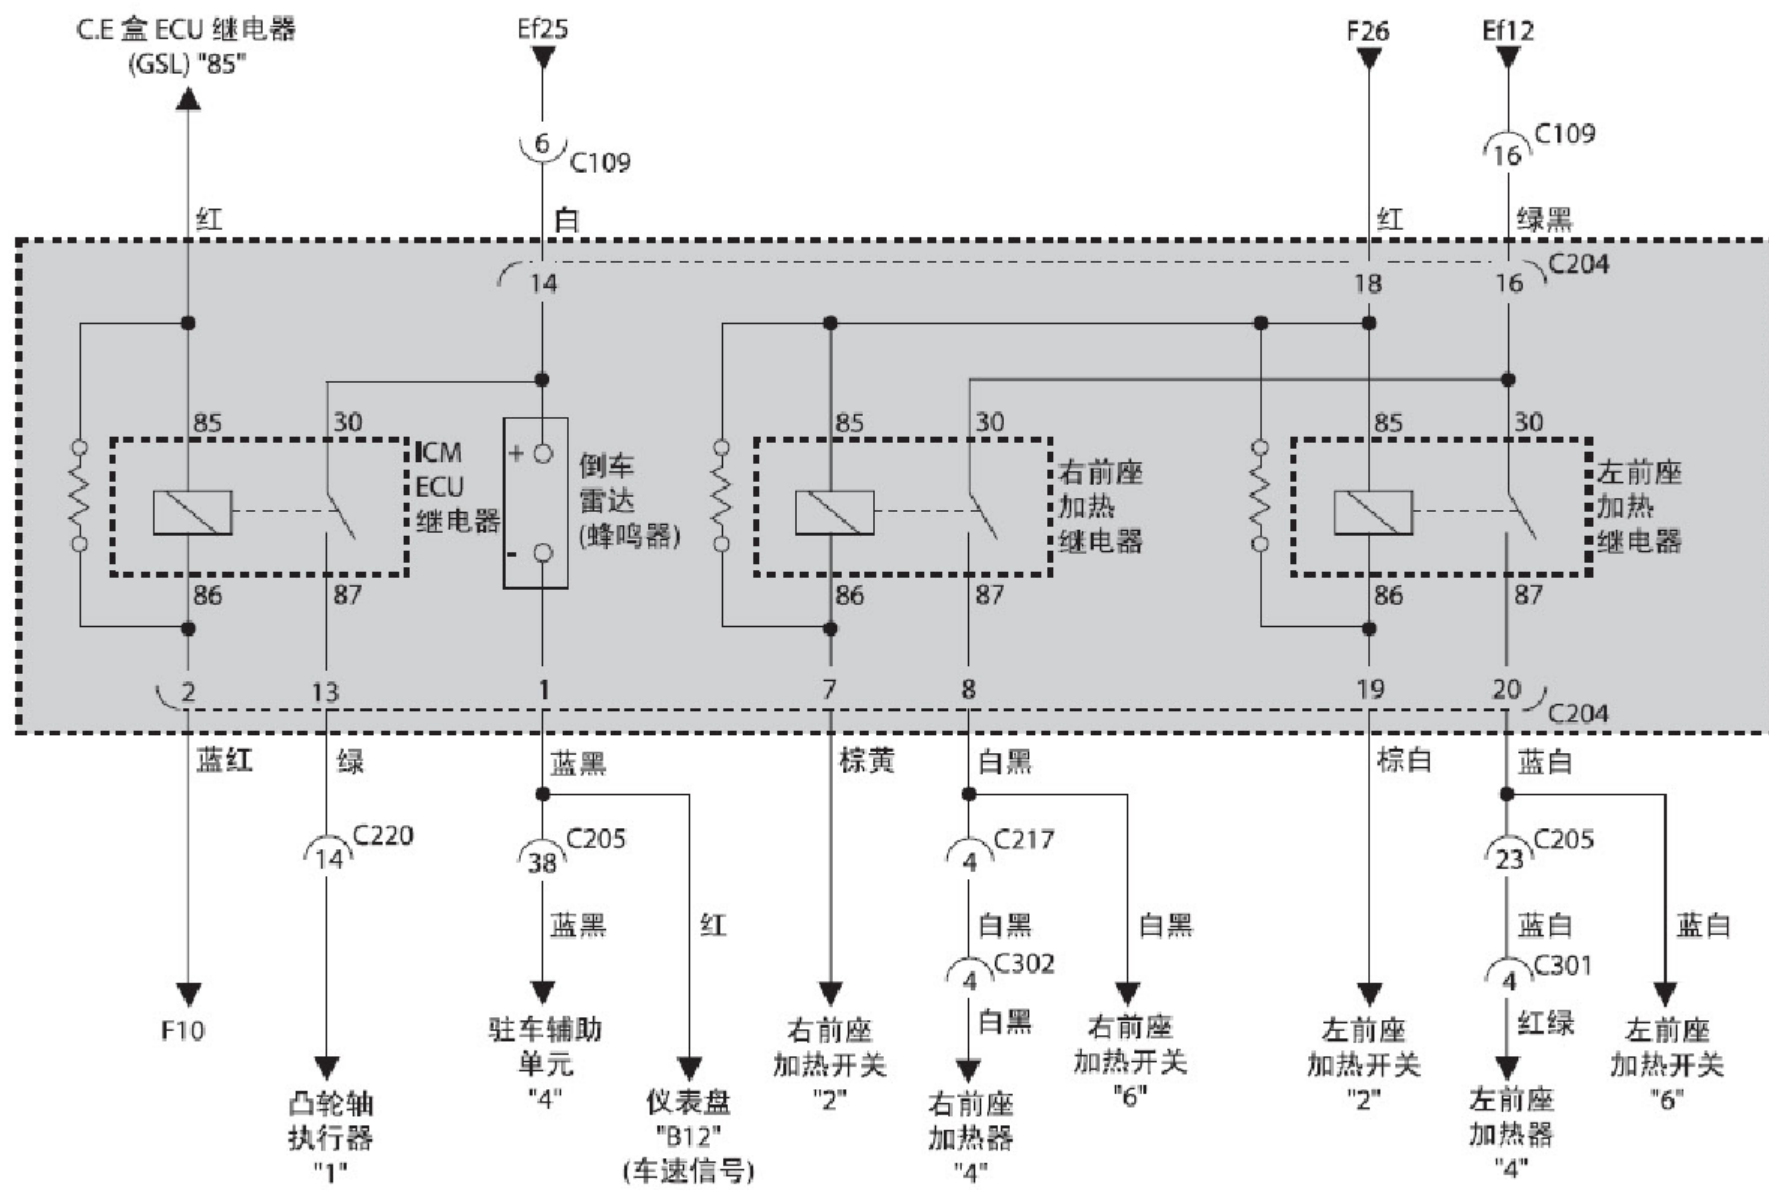 C.E 盒 ECU 继电器
(GSL) "85"
Ef25
F26
Ef12
6
C109
C109
16
红
白
红
绿黑
C204
14
18
16
85
30
85
30
85
30
ICM
ECU
继电器
+
-
倒车
雷达
(蜂鸣器)
右前座
加热
继电器
左前座
加热
继电器
86
87
86
87
86
87
2
13
1
7
8
19
20
C204
蓝红
绿
蓝黑
棕黄
白黑
棕白
蓝白
C220
14
C205
38
C217
4
C205
23
蓝黑
红
白黑
白黑
蓝白
蓝白
C302
4
C301
4
白黑
红绿
F10
凸轮轴
执行器
"1"
驻车辅助
单元
"4"
仪表盘
"B12"
(车速信号)
右前座
加热开关
"2"
右前座
加热器
"4"
右前座
加热开关
"6"
左前座
加热开关
"2"
左前座
加热器
"4"
左前座
加热开关
"6"